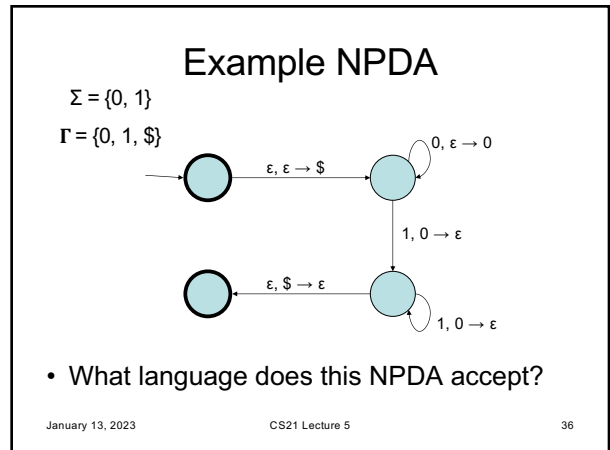 Example NPDA
Σ = {0, 1}
Γ = {0, 1, $}
0, ε → 0
ε, ε → $
1, 0 → ε
ε, $ → ε
1, 0 → ε
• What language does this NPDA accept?
January 13, 2023 CS21 Lecture 5 36